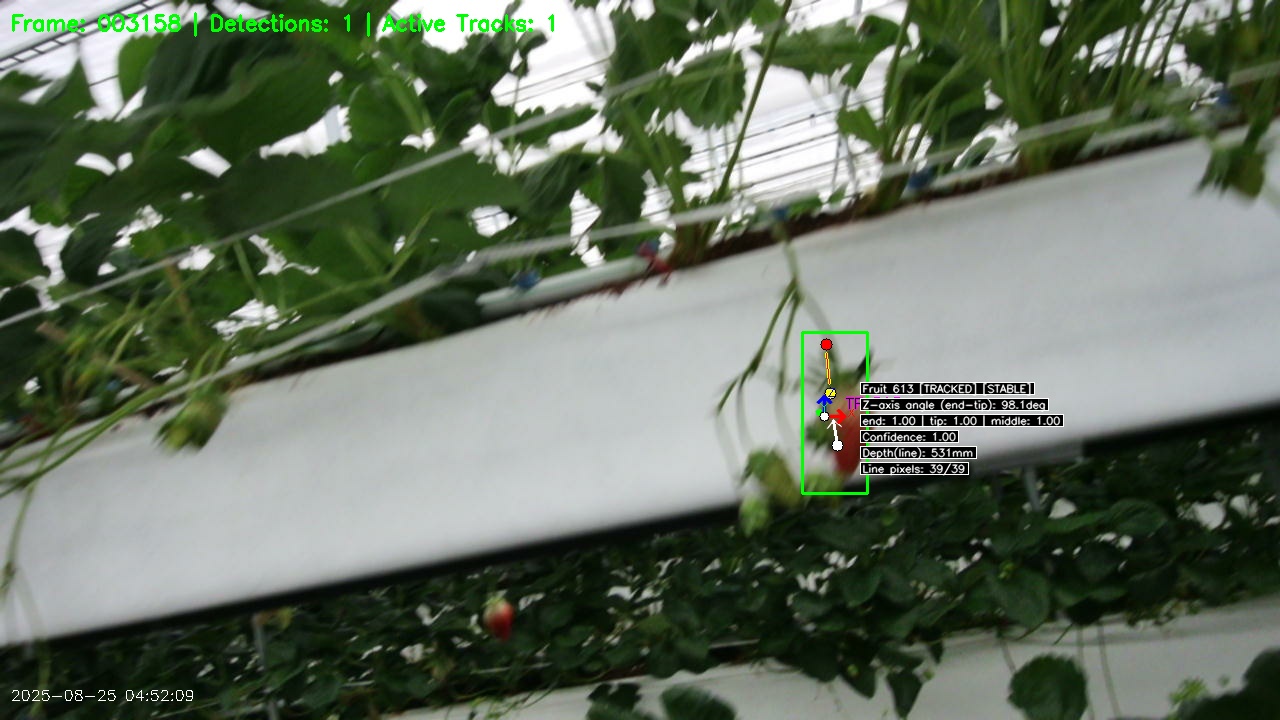 Frame: 003158 | Detections: 1 | Active Tracks: 1
Fruit 613 [TRACKED] [STABLE]
Z-axis angle (end-tip): 98.1deg
end: 1.00 | tip: 1.00 | middle: 1.00
Confidence: 1.00
Depth(line): 531mm
Line pixels: 39/39
2025-08-25 04:52:09